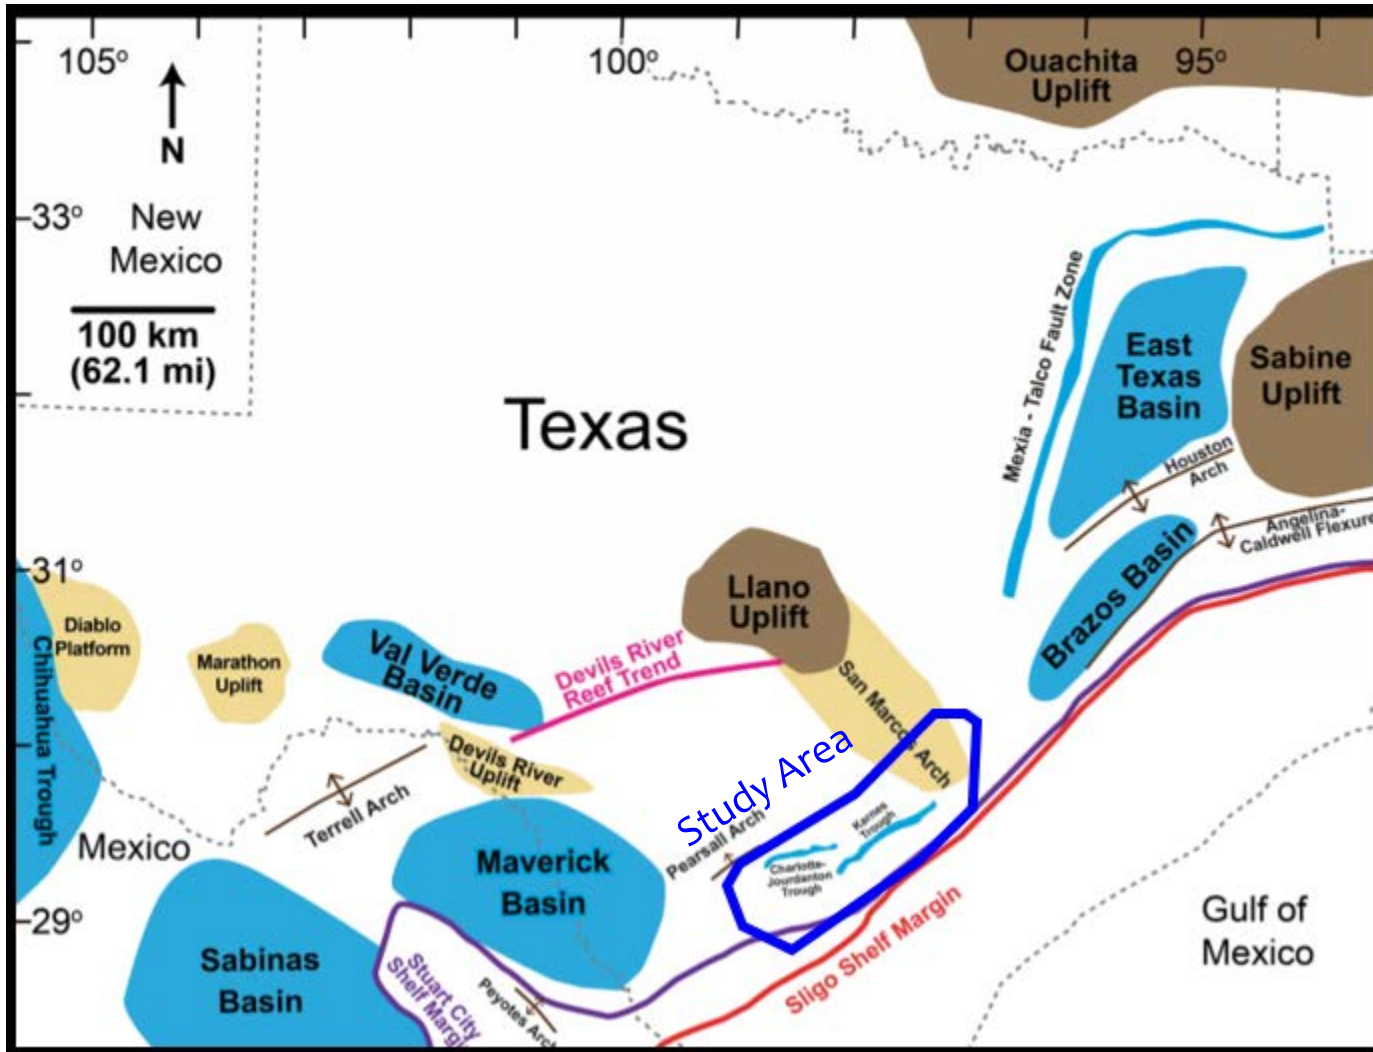 105°
100°
95°
Ouachita
Uplift
N
33°
New
Mexico
100 km
(62.1 mi)
Texas
Mexia - Talco Fault Zone
East
Texas
Basin
Sabine
Uplift
Houston
Arch
Angelina-
Caldwell Flexure
Brazos Basin
31°
Diablo
Platform
Chihuahua Trough
Marathon
Uplift
Val Verde
Basin
Devils River
Reef Trend
Llano
Uplift
San Marcos Arch
Devils River
Uplift
Terrell Arch
Study Area
Pearsall Arch
Karnes
Trough
Charlotte-
Jourdanton
Trough
Mexico
Maverick
Basin
29°
Sabinas
Basin
Stuart City
Shelf Margi
Peyotes Arc
Sligo Shelf Margin
Gulf of
Mexico